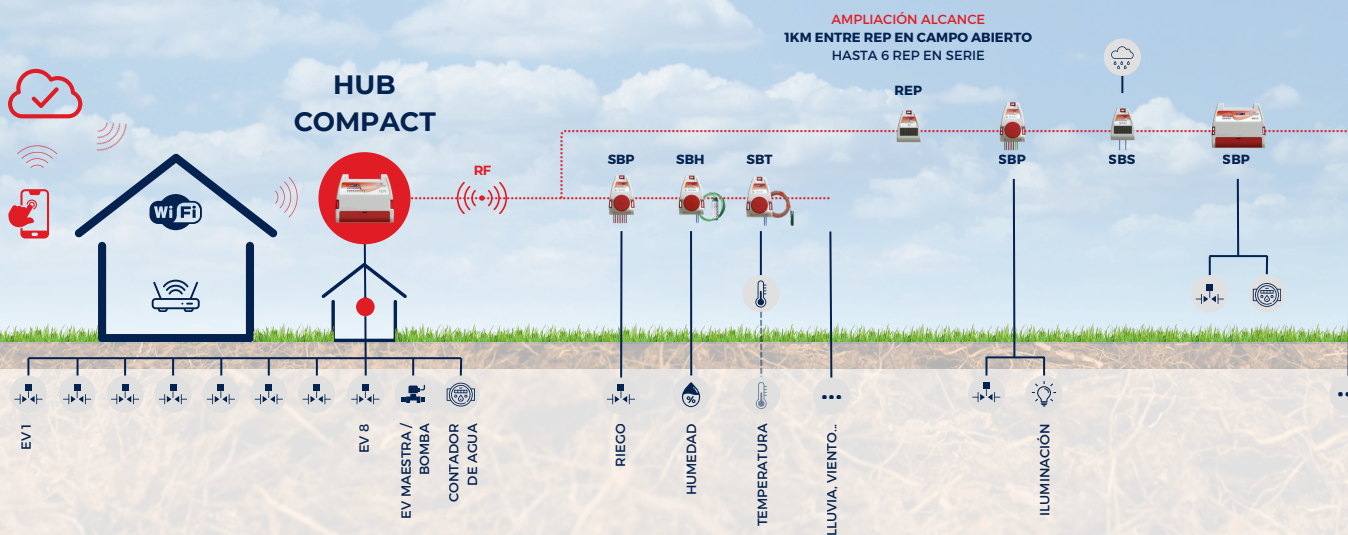 AMPLIACIÓN ALCANCE
1KM ENTRE REP EN CAMPO ABIERTO
HASTA 6 REP EN SERIE
HUB
COMPACT
REP
RF
SBP
SBH
SBT
SBP
SBS
SBP
WiFi
%
EV 1
EV 8
EV MAESTRA /
BOMBA
CONTADOR
DE AGUA
RIEGO
HUMEDAD
TEMPERATURA
LLUVIA, VIENTO...
ILUMINACIÓN